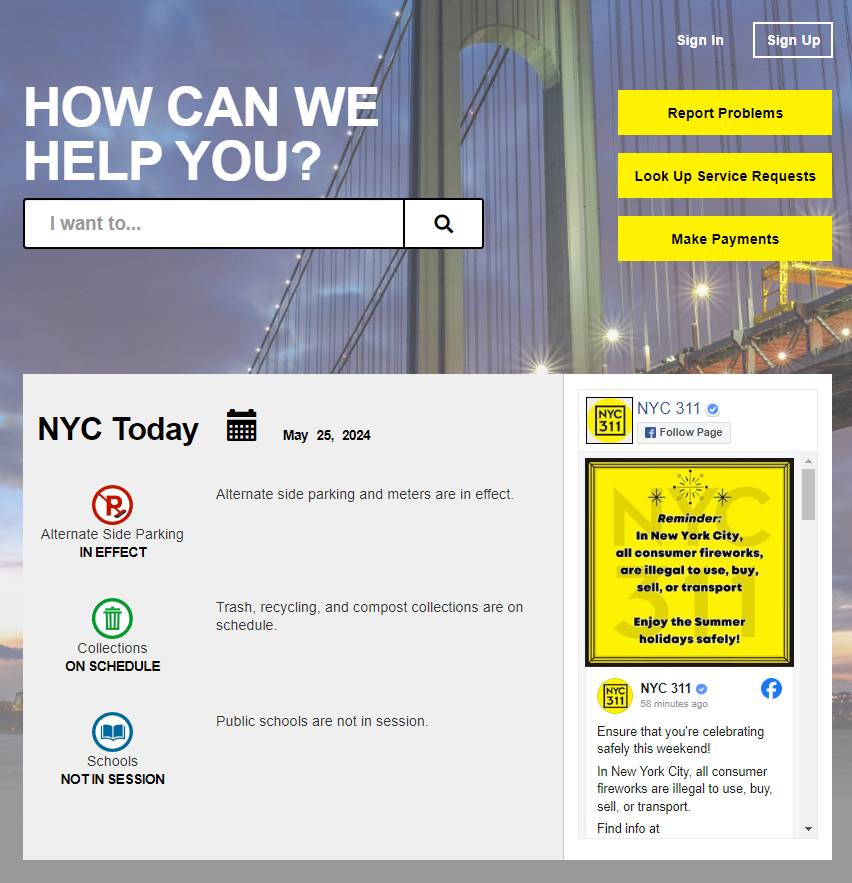 Sign In
Sign Up
HOW CAN WE
HELP YOU?
I want to...
Report Problems
Look Up Service Requests
Make Payments
NYC Today
May 25, 2024
Alternate Side Parking
IN EFFECT
Alternate side parking and meters are in effect.
Collections
ON SCHEDULE
Trash, recycling, and compost collections are on
schedule.
Schools
NOT IN SESSION
Public schools are not in session.
NYC
311
NYC 311
Follow Page
NYC
311
Reminder:
In New York City,
all consumer fireworks,
are illegal to use, buy,
sell, or transport
Enjoy the Summer
holidays safely!
NYC
311
NYC 311
58 minutes ago
Ensure that you're celebrating
safely this weekend!
In New York City, all consumer
fireworks are illegal to use, buy,
sell, or transport.
Find info at